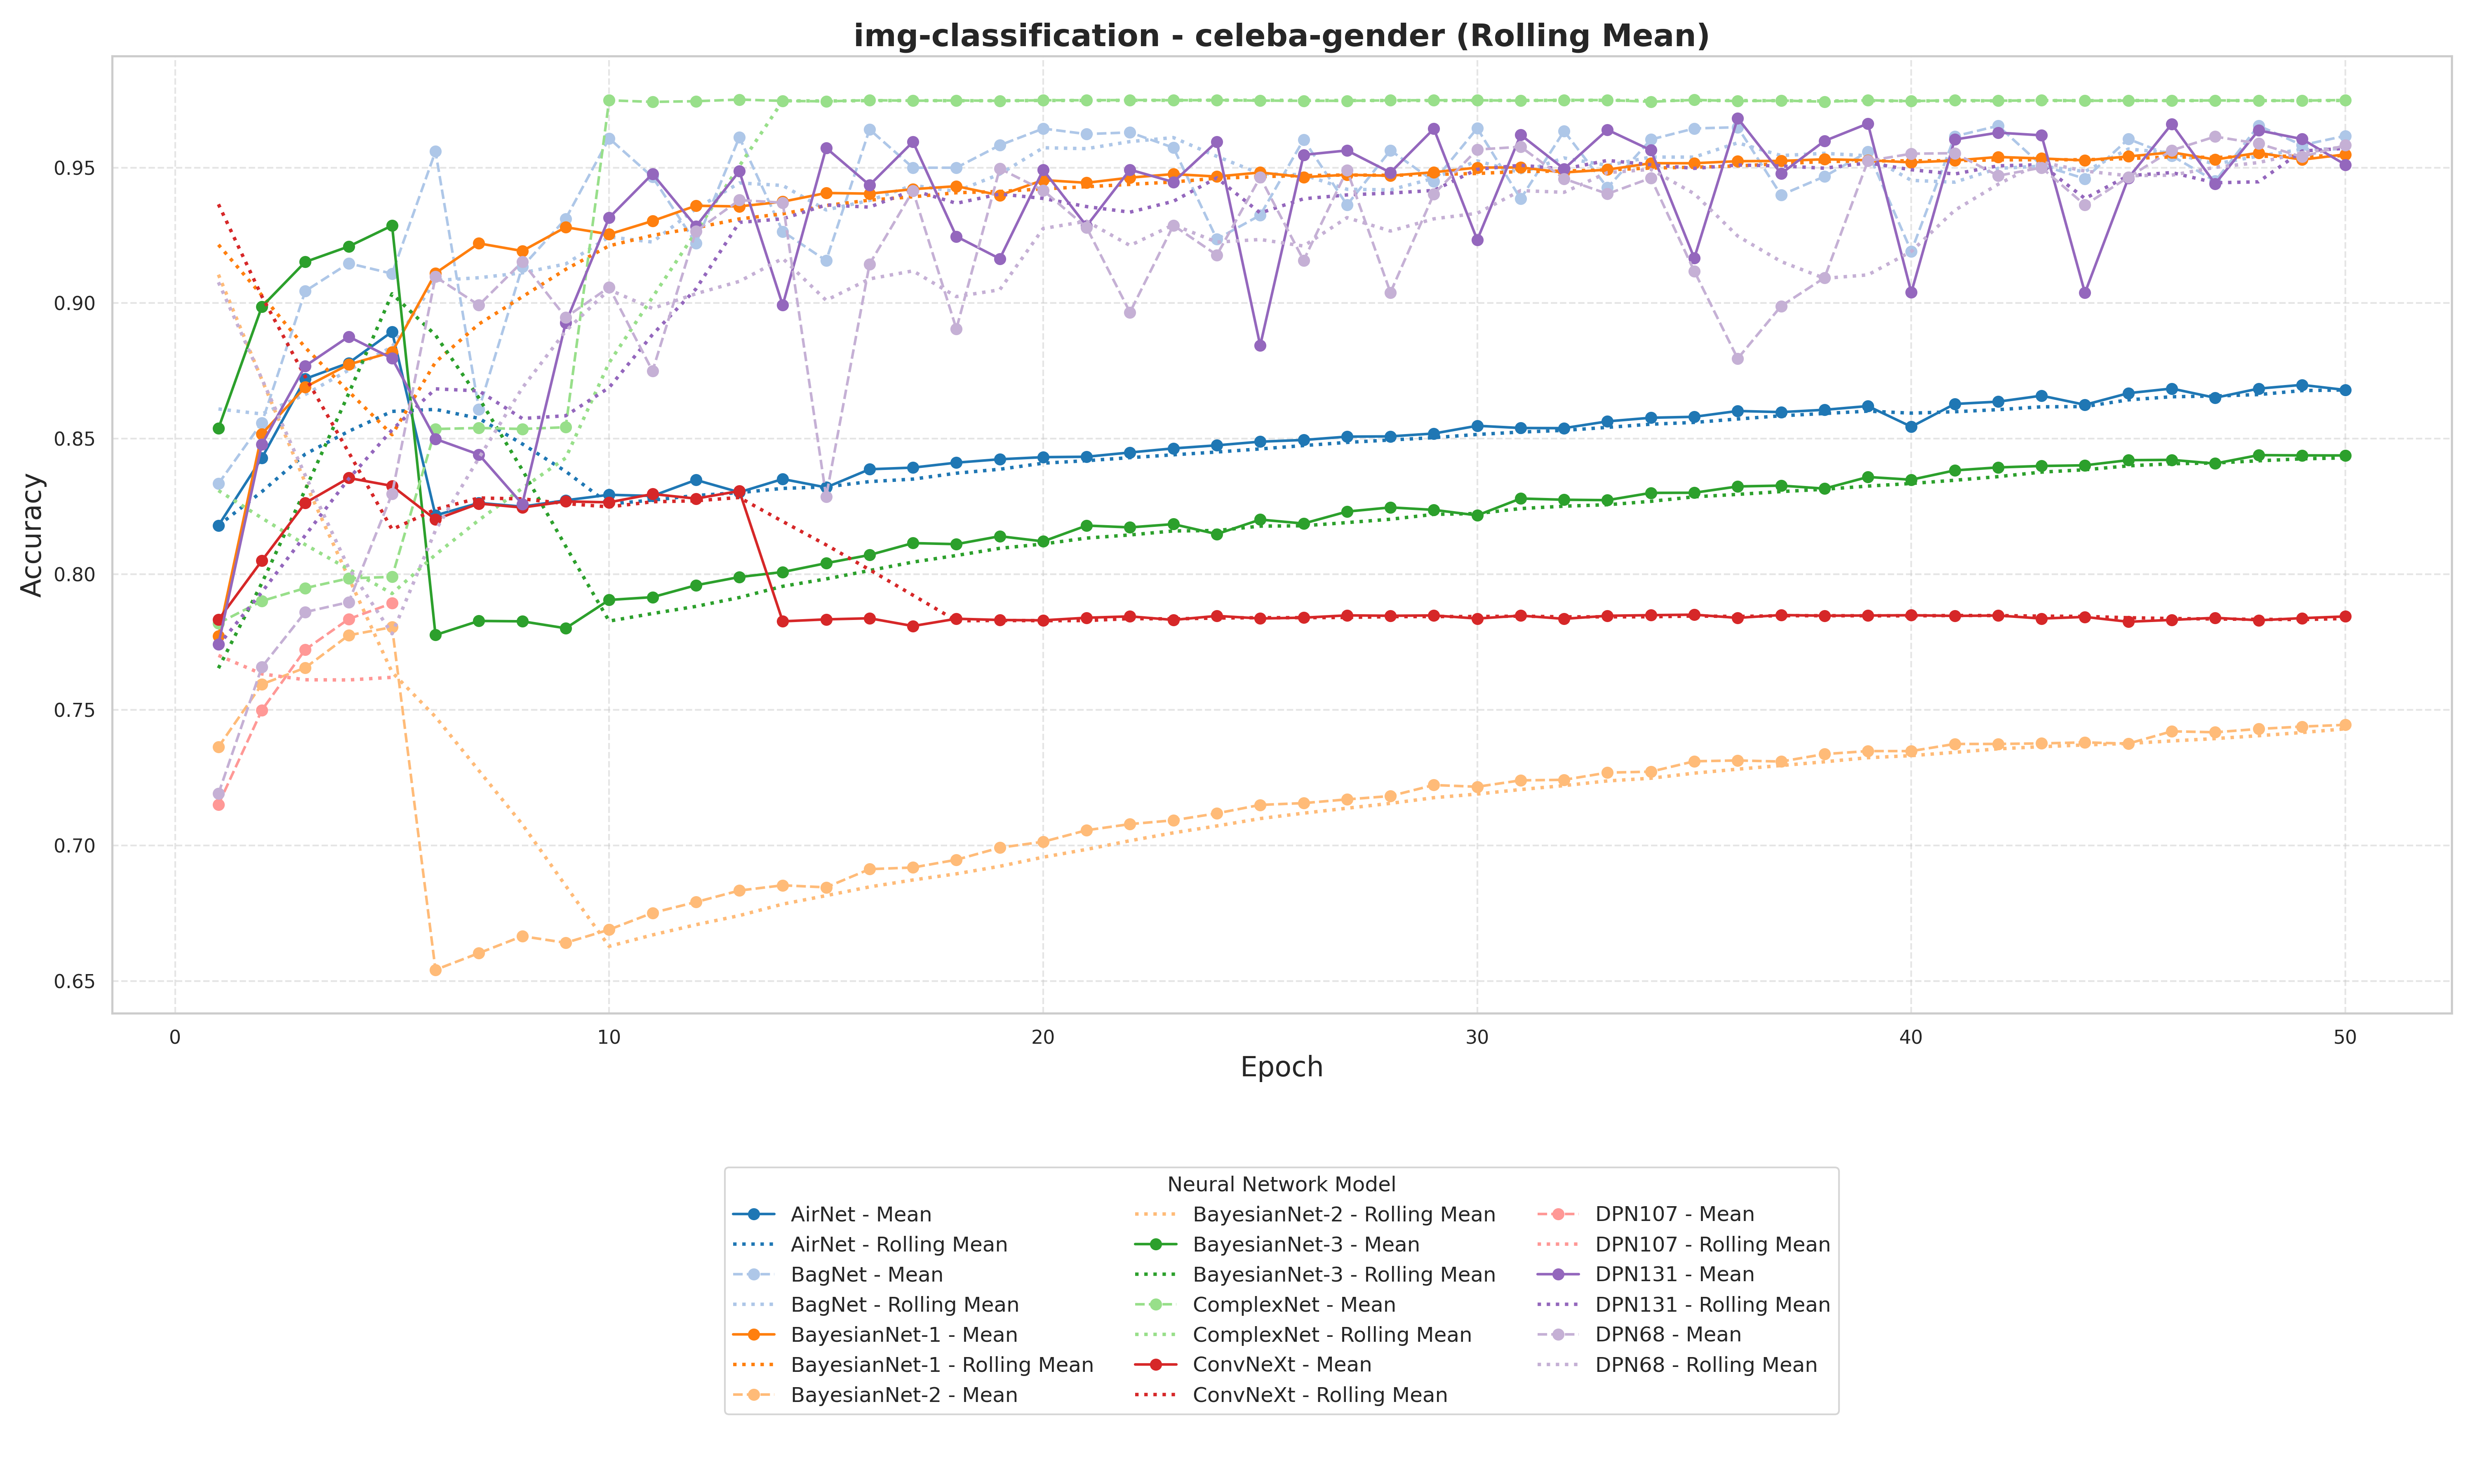 img-classification - celeba-gender (Rolling Mean)
Accuracy
0.95
0.90
0.85
0.80
0.75
0.70
0.65
0 10 20 30 40 50
Epoch
Neural Network Model
AirNet - Mean
AirNet - Rolling Mean
BagNet - Mean
BagNet - Rolling Mean
BayesianNet-1 - Mean
BayesianNet-1 - Rolling Mean
BayesianNet-2 - Mean
BayesianNet-2 - Rolling Mean
BayesianNet-3 - Mean
BayesianNet-3 - Rolling Mean
ComplexNet - Mean
ComplexNet - Rolling Mean
ConvNeXt - Mean
ConvNeXt - Rolling Mean
DPN107 - Mean
DPN107 - Rolling Mean
DPN131 - Mean
DPN131 - Rolling Mean
DPN68 - Mean
DPN68 - Rolling Mean